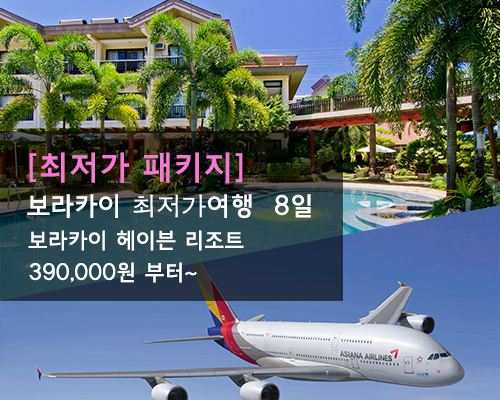 [최저가 패키지]
보라카이 최저가여행 8일
보라카이 헤이븐 리조트
390,000원 부터~
ASIANA AIRLINES